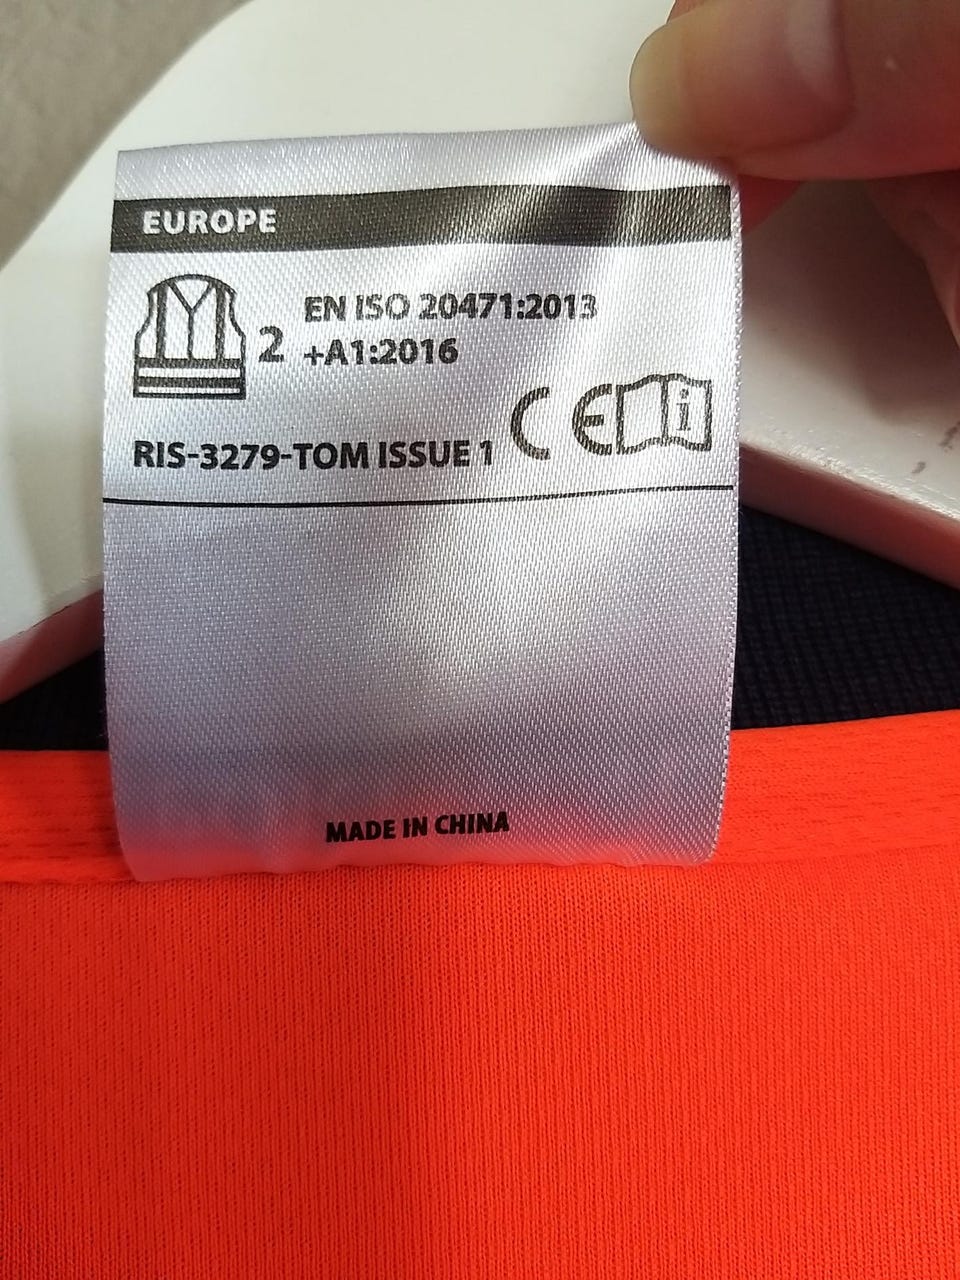 EUROPE
2 EN ISO 20471:2013
+A1:2016
CE i
RIS-3279-TOM ISSUE 1
MADE IN CHINA